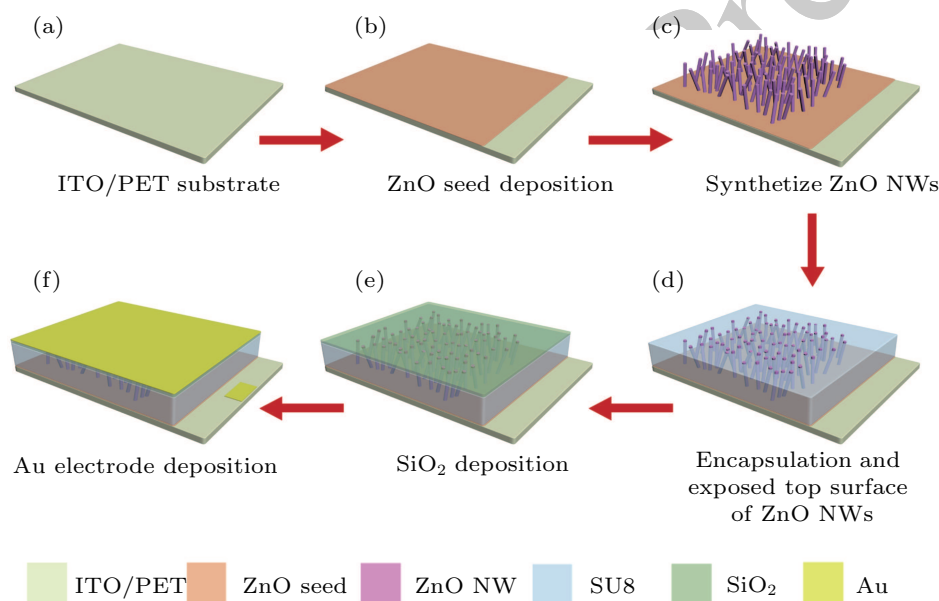 (a)
(b)
(c)
ITO/PET substrate
ZnO seed deposition
Synthetize ZnO NWs
(f)
(e)
(d)
Au electrode deposition
SiO₂ deposition
Encapsulation and
exposed top surface
of ZnO NWs
ITO/PET
ZnO seed
ZnO NW
SU8
SiO₂
Au